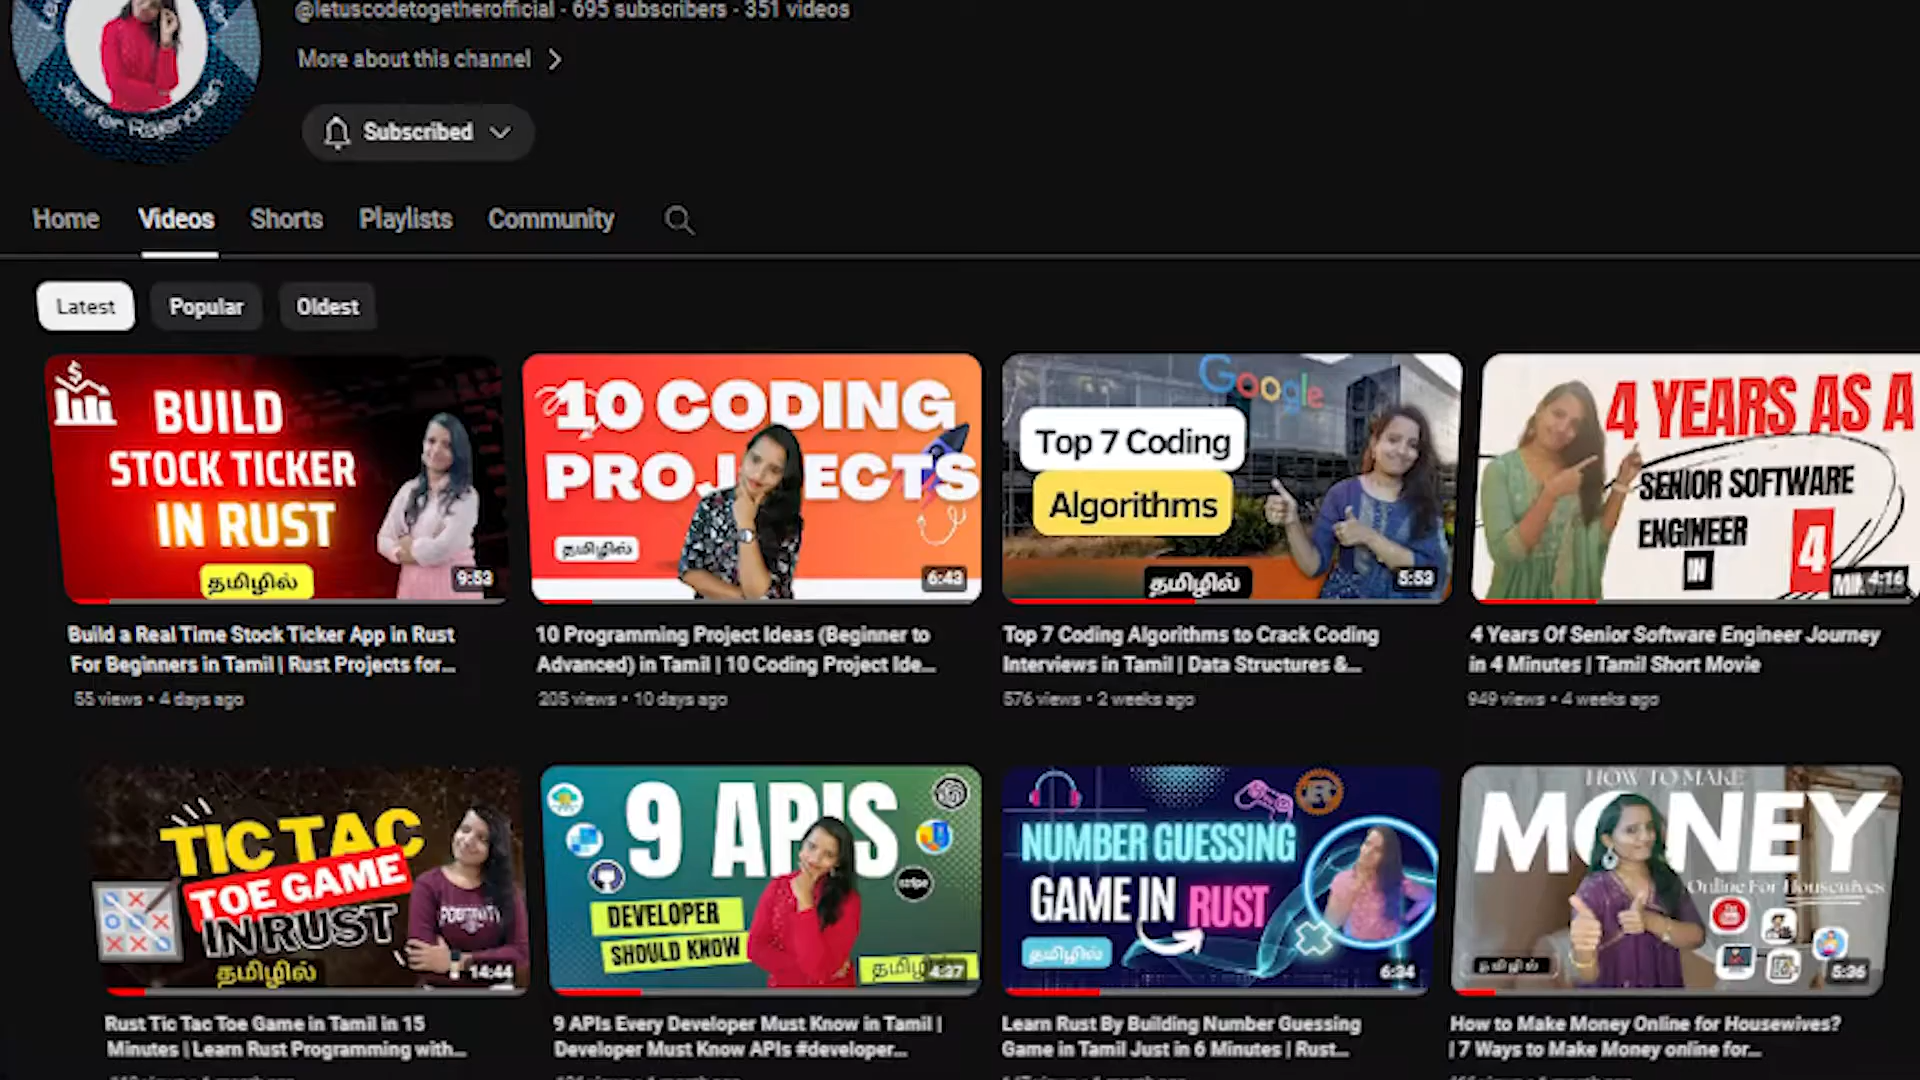 @letuscodetogetherofficial - 695 subscribers - 351 videos
More about this channel
Jenifer Rajendren
Subscribed
Home Videos Shorts Playlists Community
Latest Popular Oldest
BUILD
STOCK TICKER
IN RUST
தமிழில்
9:53
10 CODING
PROJECTS
தமிழில்
6:43
Google
Top 7 Coding
Algorithms
தமிழில்
5:53
4 YEARS AS A
SENIOR SOFTWARE
ENGINEER
IN
4
4:16
Build a Real Time Stock Ticker App in Rust
For Beginners in Tamil | Rust Projects for...
55 views • 4 days ago
10 Programming Project Ideas (Beginner to
Advanced) in Tamil | 10 Coding Project Ide...
205 views • 10 days ago
Top 7 Coding Algorithms to Crack Coding
Interviews in Tamil | Data Structures &...
576 views • 2 weeks ago
4 Years Of Senior Software Engineer Journey
in 4 Minutes | Tamil Short Movie
949 views • 4 weeks ago
TIC TAC
TOE GAME
IN RUST
தமிழில்
POSITIVITY
14:44
9 APIS
DEVELOPER
SHOULD KNOW
stripe
NUMBER GUESSING
GAME IN RUST
தமிழில்
6:34
HOW TO MAKE
MONEY
Online For Housewives
தமிழில்
5:36
Rust Tic Tac Toe Game in Tamil in 15
Minutes | Learn Rust Programming with...
9 APIs Every Developer Must Know in Tamil |
Developer Must Know APIs #developer...
Learn Rust By Building Number Guessing
Game in Tamil Just in 6 Minutes | Rust...
How to Make Money Online for Housewives?
| 7 Ways to Make Money online for...